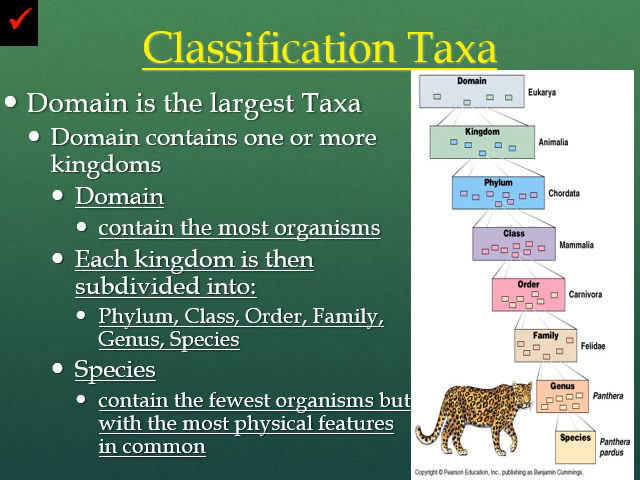 Classification Taxa
Domain is the largest Taxa
Domain contains one or more
kingdoms
Domain
contain the most organisms
Each kingdom is then
subdivided into:
Phylum, Class, Order, Family,
Genus, Species
Species
contain the fewest organisms but
with the most physical features
in common
Domain
Eukarya
Kingdom
Animalia
Phylum
Chordata
Class
Mammalia
Order
Carnivora
Family
Felidae
Genus
Panthera
Species
Panthera
pardus
Copyright © Pearson Education, Inc., publishing as Benjamin Cummings.